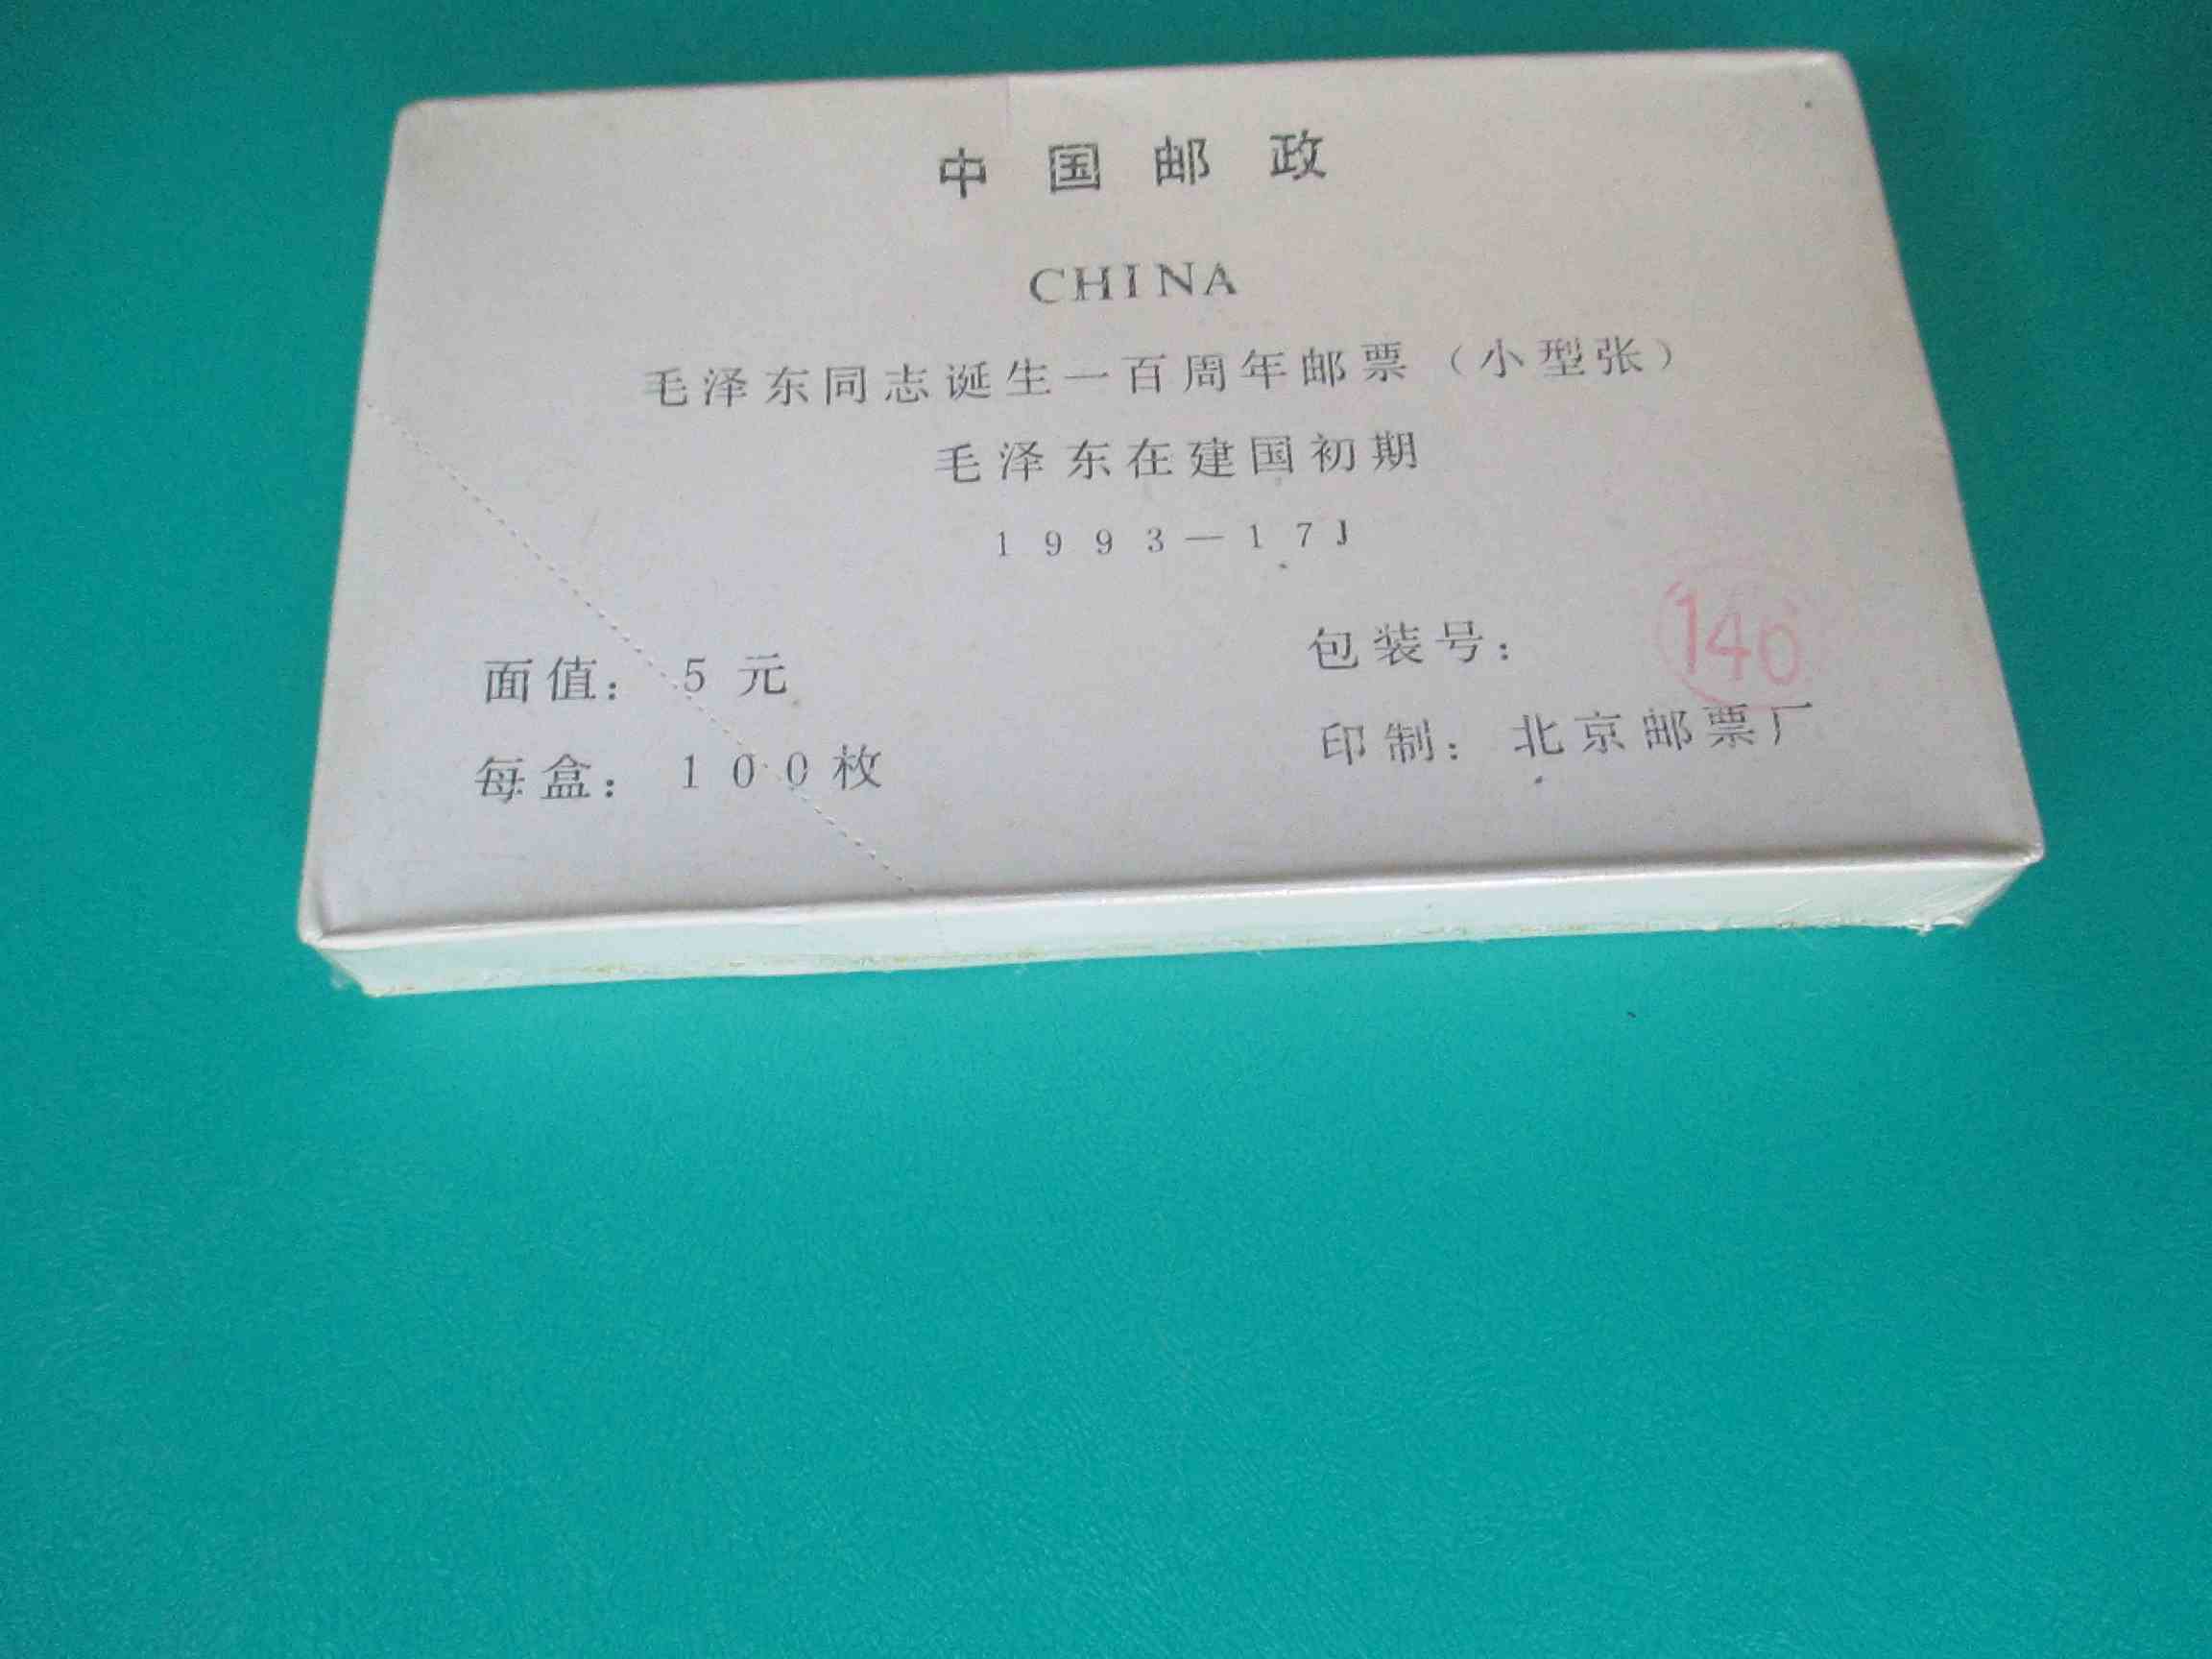 中国邮政
CHINA
毛泽东同志诞生一百周年邮票（小型张）
毛泽东在建国初期
1993—17J
面值： 5 元
包装号： 146
每盒： 100枚
印制： 北京邮票厂